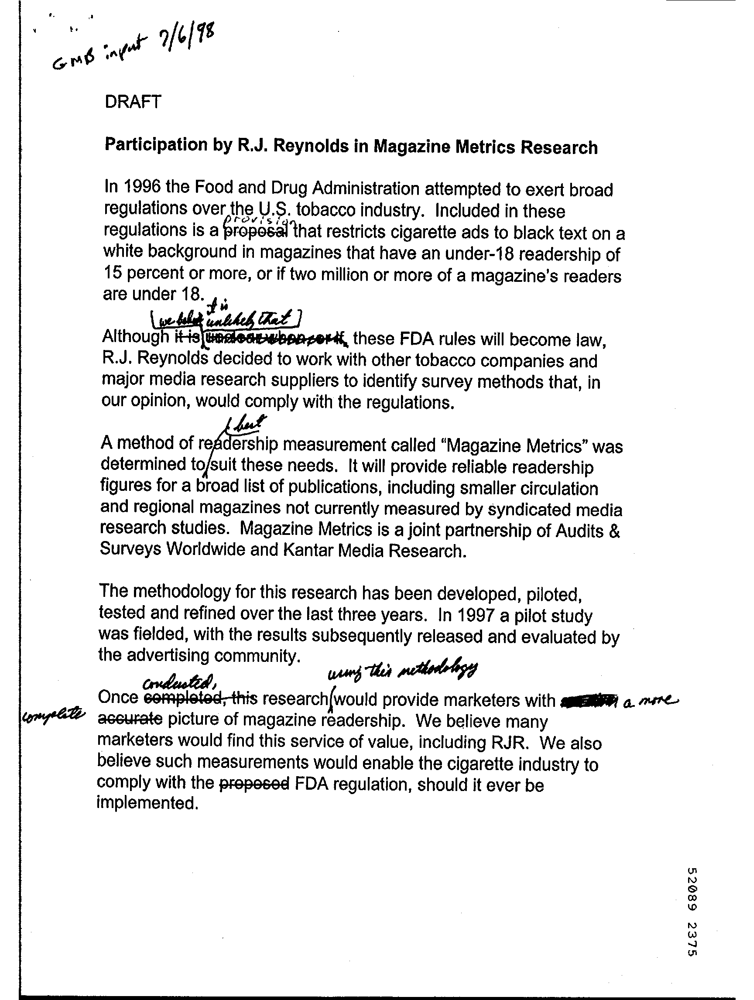 GMB input 7/6/98
DRAFT
Participation by R.J. Reynolds in Magazine Metrics Research
In 1996 the Food and Drug Administration attempted to exert broad
regulations over the U.S. tobacco industry.  Included in these
provision
regulations is a proposal that restricts cigarette ads to black text on a
white background in magazines that have an under-18 readership of
15 percent or more, or if two million or more of a magazine's readers
are under 18.
it is
[we unlikely that]
Although it is these FDA rules will become law,
R.J. Reynolds decided to work with other tobacco companies and
major media research suppliers to identify survey methods that, in
our opinion, would comply with the regulations.
best
A method of readership measurement called "Magazine Metrics" was
determined to suit these needs.  It will provide reliable readership
figures for a broad list of publications, including smaller circulation
and regional magazines not currently measured by syndicated media
research studies.  Magazine Metrics is a joint partnership of Audits &
Surveys Worldwide and Kantar Media Research.
The methodology for this research has been developed, piloted,
tested and refined over the last three years.  In 1997 a pilot study
was fielded, with the results subsequently released and evaluated by
the advertising community.
conducted, using this methodology
Once completed, this research would provide marketers with a more
complete accurate picture of magazine readership.  We believe many
marketers would find this service of value, including RJR.  We also
believe such measurements would enable the cigarette industry to
comply with the proposed FDA regulation, should it ever be
implemented.
52089 2375